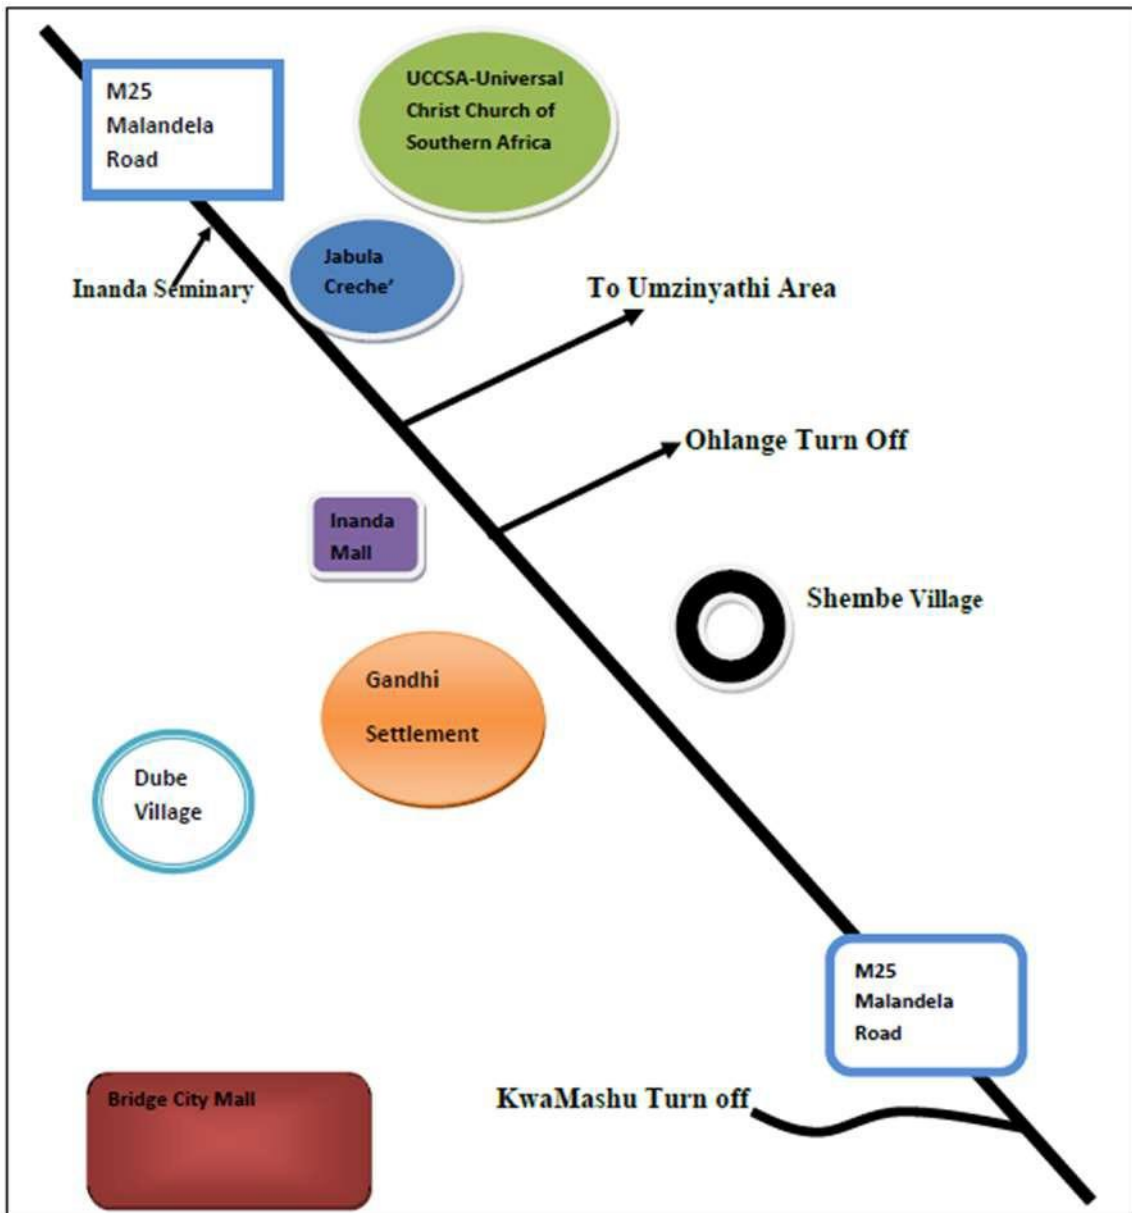 M25
Malandela
Road
UCCSA-Universal
Christ Church of
Southern Africa
Jabula
Creche’
Inanda Seminary
To Umzinyathi Area
Ohlange Turn Off
Inanda
Mall
Shembe Village
Gandhi
Settlement
Dube
Village
M25
Malandela
Road
Bridge City Mall
KwaMashu Turn off